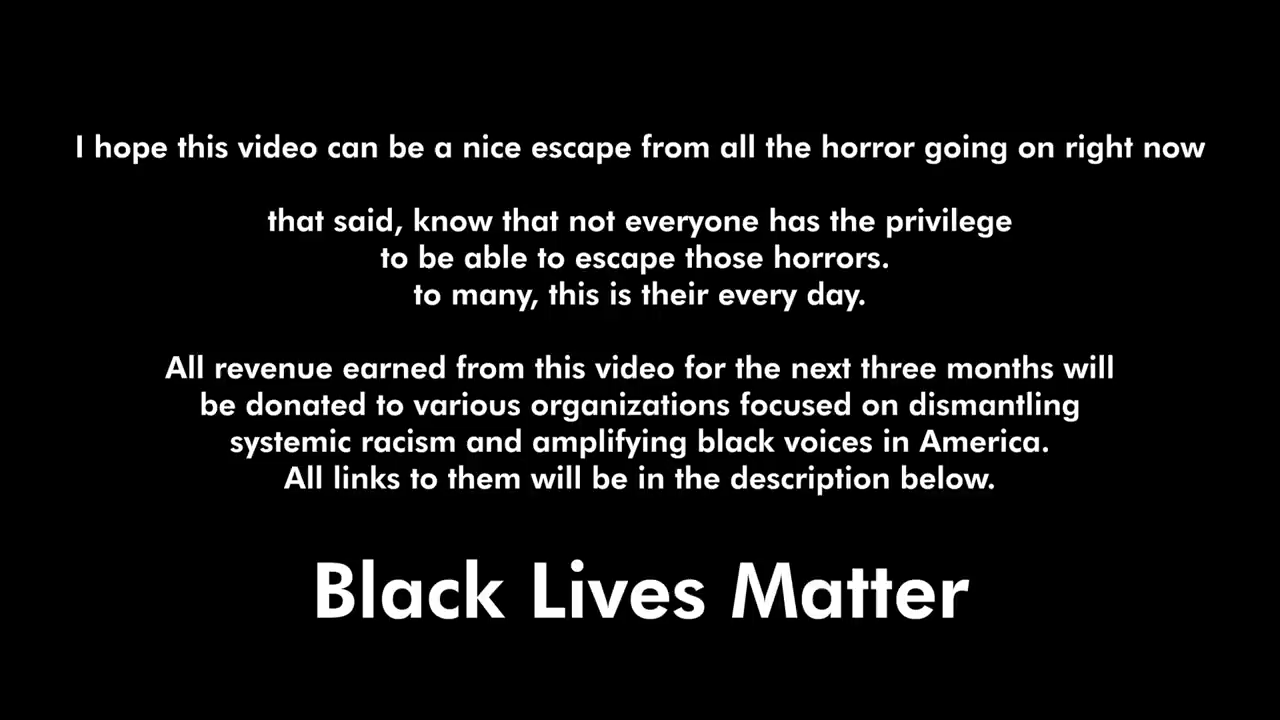 I hope this video can be a nice escape from all the horror going on right now
that said, know that not everyone has the privilege
to be able to escape those horrors.
to many, this is their every day.
All revenue earned from this video for the next three months will
be donated to various organizations focused on dismantling
systemic racism and amplifying black voices in America.
All links to them will be in the description below.
Black Lives Matter